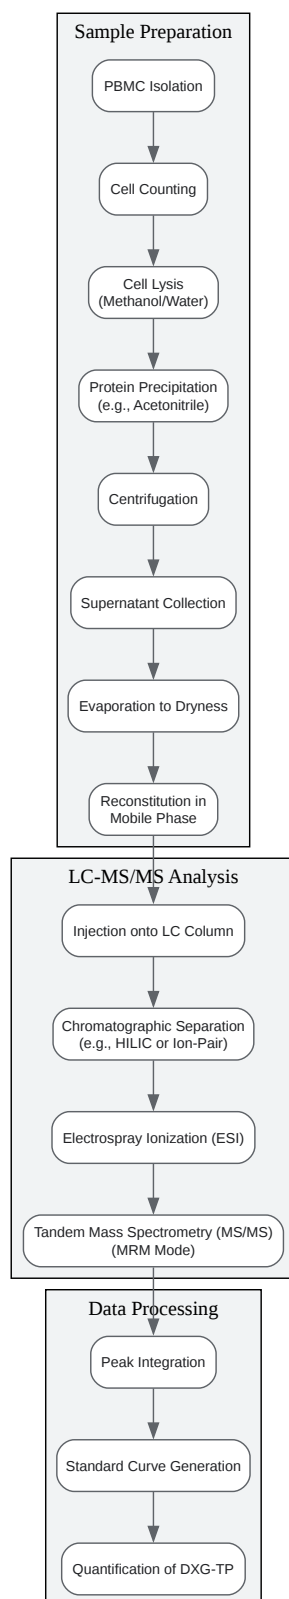 Sample Preparation
PBMC Isolation
Cell Counting
Cell Lysis
(Methanol/Water)
Protein Precipitation
(e.g., Acetonitrile)
Centrifugation
Supernatant Collection
Evaporation to Dryness
Reconstitution in
Mobile Phase
LC-MS/MS Analysis
Injection onto LC Column
Chromatographic Separation
(e.g., HILIC or Ion-Pair)
Electrospray Ionization (ESI)
Tandem Mass Spectrometry (MS/MS)
(MRM Mode)
Data Processing
Peak Integration
Standard Curve Generation
Quantification of DXG-TP